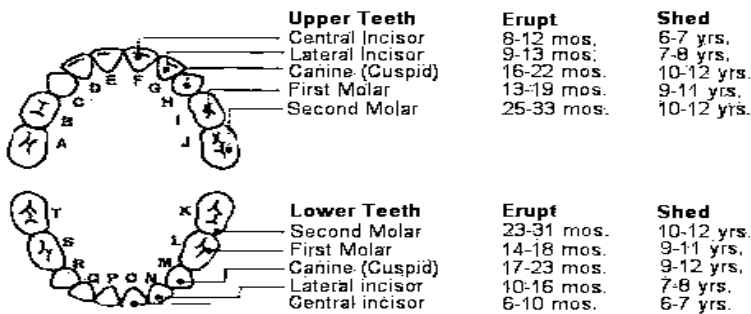 Upper Teeth Erupt Shed
Central Incisor 8-12 mos. 6-7 yrs.
Lateral Incisor 9-13 mos. 7-8 yrs.
Canine (Cuspid) 16-22 mos. 10-12 yrs.
First Molar 13-19 mos. 9-11 yrs.
Second Molar 25-33 mos. 10-12 yrs.
A B C D E F G H I J
Lower Teeth Erupt Shed
Second Molar 23-31 mos. 10-12 yrs.
First Molar 14-18 mos. 9-11 yrs.
Canine (Cuspid) 17-23 mos. 9-12 yrs.
Lateral incisor 10-16 mos. 7-8 yrs.
Central incisor 6-10 mos. 6-7 yrs.
T S R Q P O N M L K